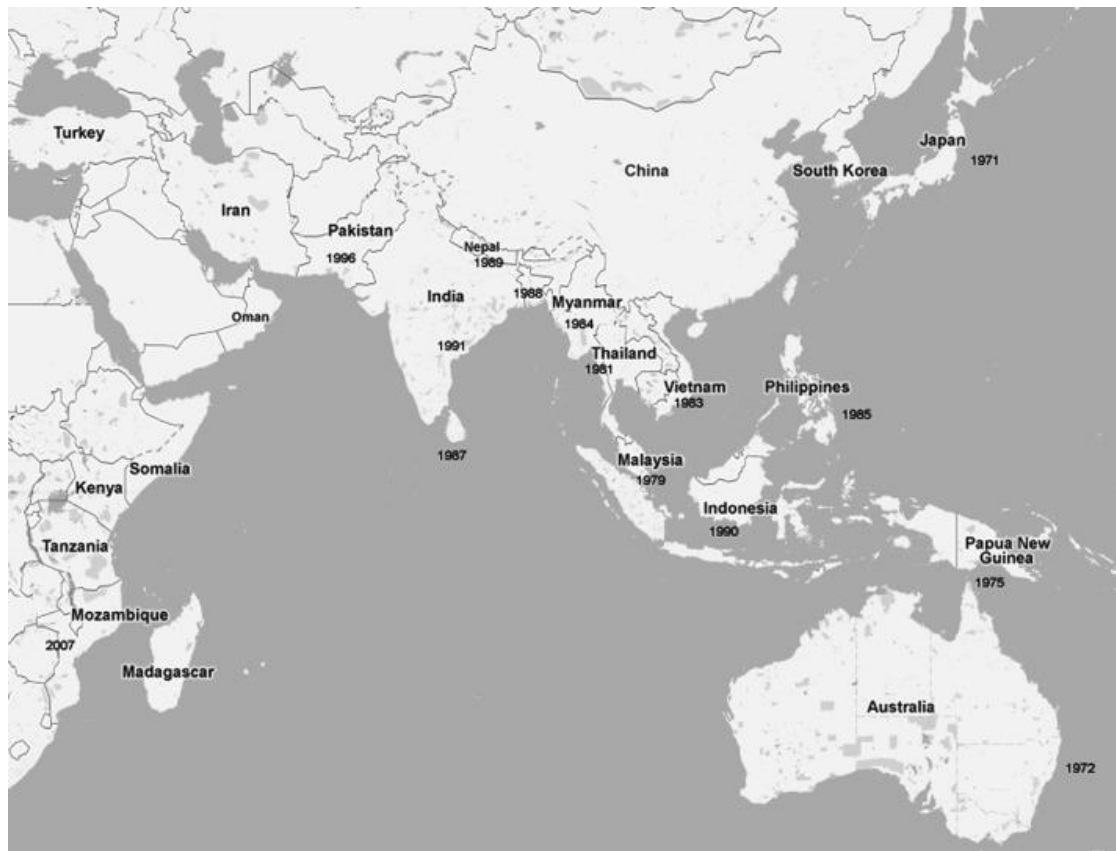 Turkey
Japan
1971
South Korea
China
Iran
Pakistan
1996
Nepal
1989
India
1988
Myanmar
1984
Oman
1991
Thailand
1981
Vietnam
1983
Philippines
1985
1987
Malaysia
1979
Somalia
Kenya
Indonesia
1990
Tanzania
Papua New
Guinea
1975
Mozambique
2007
Madagascar
Australia
1972